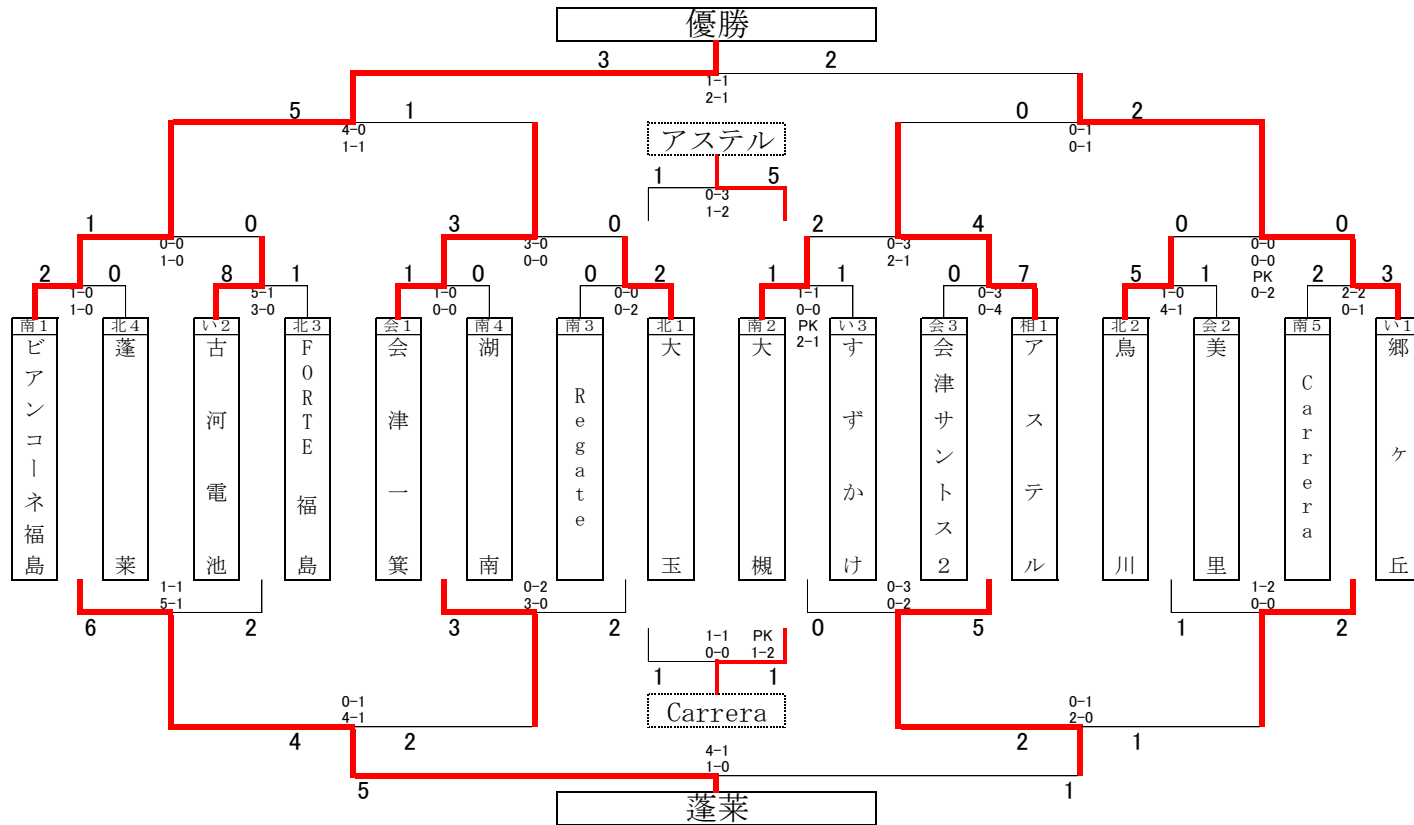 優勝
3 2
1-1
2-1
5 1 0 2
4-0 0-1
1-1 0-1
アステル
1 5
0-3
1-2
1 0 3 0 2 4 0 0
0-0 3-0 0-3 0-0
1-0 0-0 2-1 0-0
PK
0-2
2 0 8 1 1 0 0 2 1 1 0 7 5 1 2 3
1-0 5-1 1-0 0-0 1-1 0-3 1-0 2-2
1-0 3-0 0-0 0-2 0-0 0-4 4-1 0-1
PK
2-1
南1 北4 い2 北3 会1 南4 南3 北1 南2 い3 会3 相1 北2 会2 南5 い1
ビアンコーネ福島
蓬莱
古河電池
FORTE福島
会津一箕
湖南
Regate
大玉
大槻
すずかけ
会津サントス2
アステル
鳥川
美里
Carrera
郷ケ丘
1-1 0-2 0-3 1-2
5-1 3-0 0-2 0-0
6 2 3 2 0 5 1 2
1-1 PK
0-0 1-2
1 1
Carrera
0-1 0-1
4-1 2-0
4 2 2 1
4-1
1-0
5 1
蓬莱